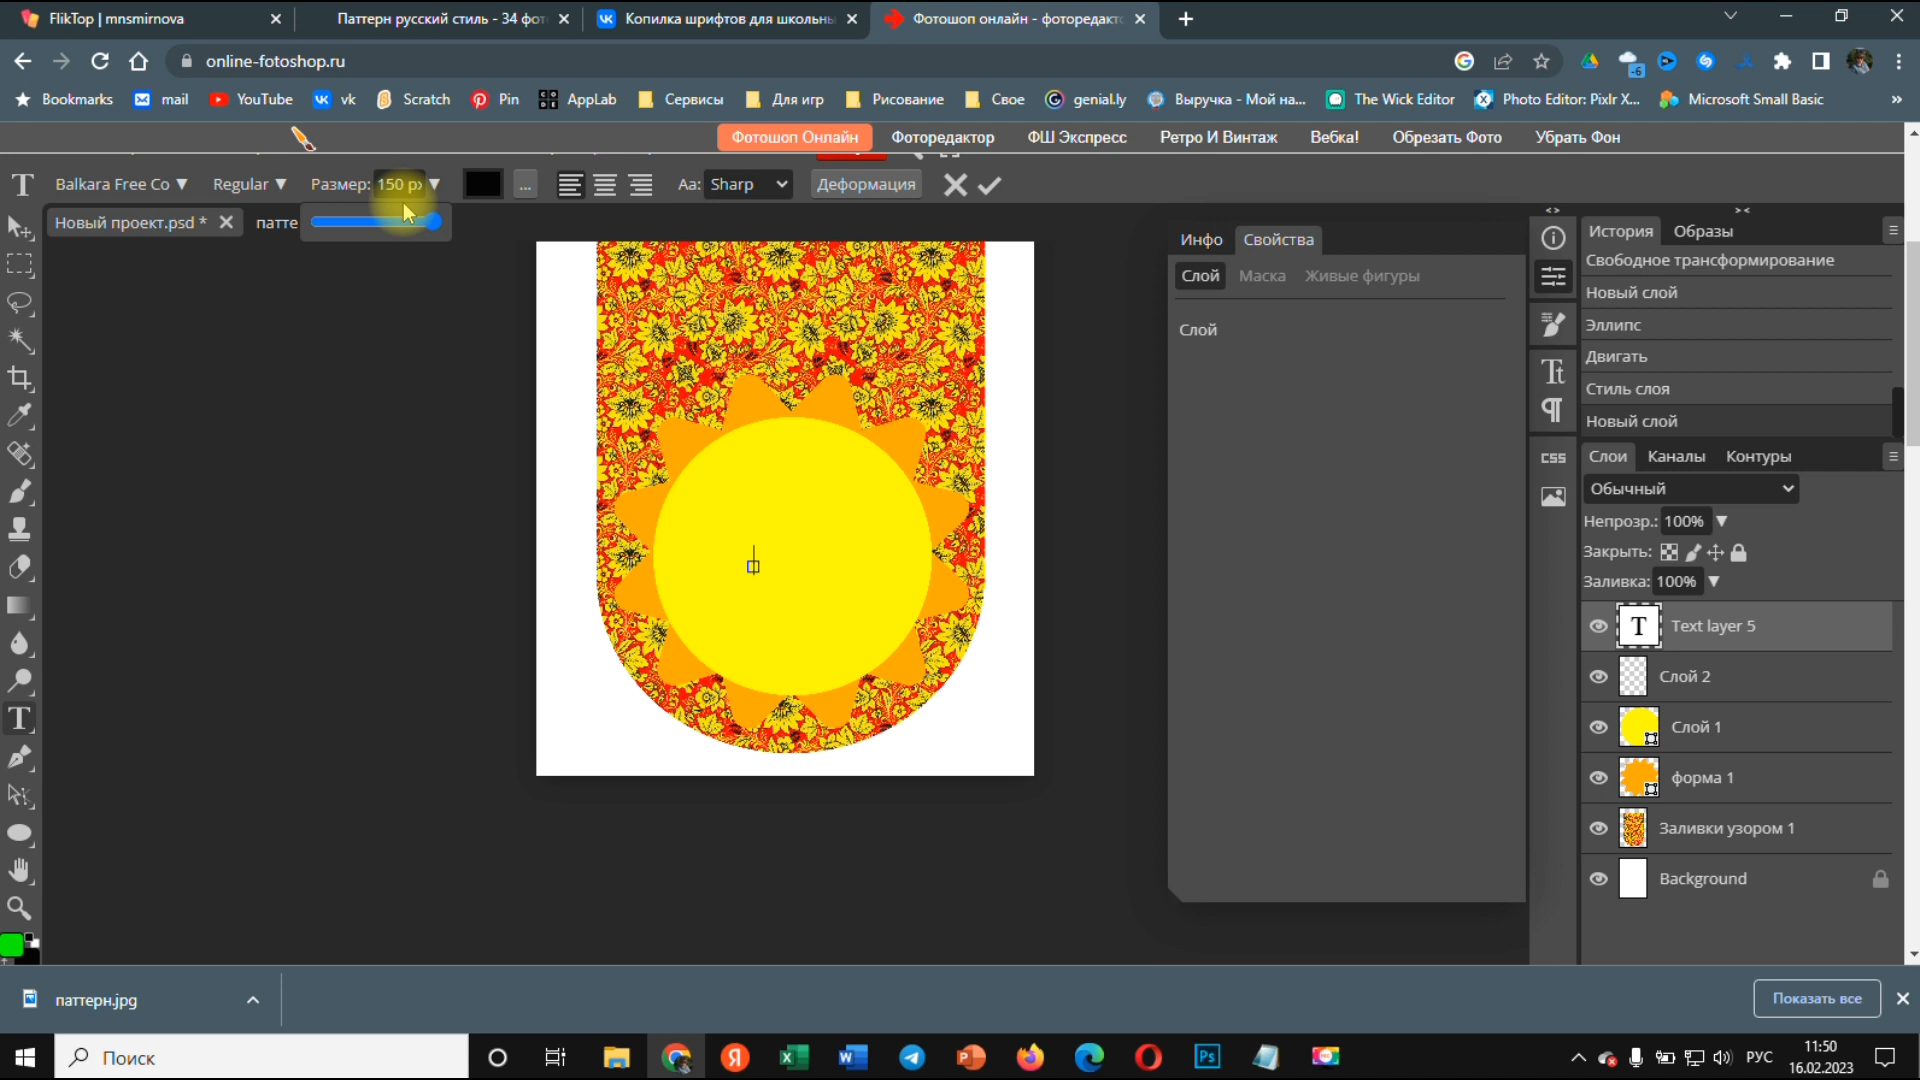 FlikTop | mnsmirnova
Паттерн русский стиль - 34 фот
Копилка шрифтов для школьны
Фотошоп онлайн - фоторедакто
online-fotoshop.ru
-6
Bookmarks
mail
YouTube
vk
Scratch
Pin
AppLab
Сервисы
Для игр
Рисование
Свое
genial.ly
Выручка - Мой на...
The Wick Editor
Photo Editor: Pixlr X...
Microsoft Small Basic
»
Фотошоп Онлайн
Фоторедактор
ФШ Экспресс
Ретро И Винтаж
Вебка!
Обрезать Фото
Убрать Фон
Balkara Free Co
Regular
Размер: 150 px
...
Aa: Sharp
Деформация
Новый проект.psd *
патте
Инфо
Свойства
Слой
Маска
Живые фигуры
Слой
CSS
История
Образы
Свободное трансформирование
Новый слой
Эллипс
Двигать
Стиль слоя
Новый слой
Слои
Каналы
Контуры
Обычный
Непрозр.: 100%
Закрыть:
Заливка: 100%
T
Text layer 5
Слой 2
Слой 1
форма 1
Заливки узором 1
Background
паттерн.jpg
Показать все
Поиск
РУС
11:50
16.02.2023